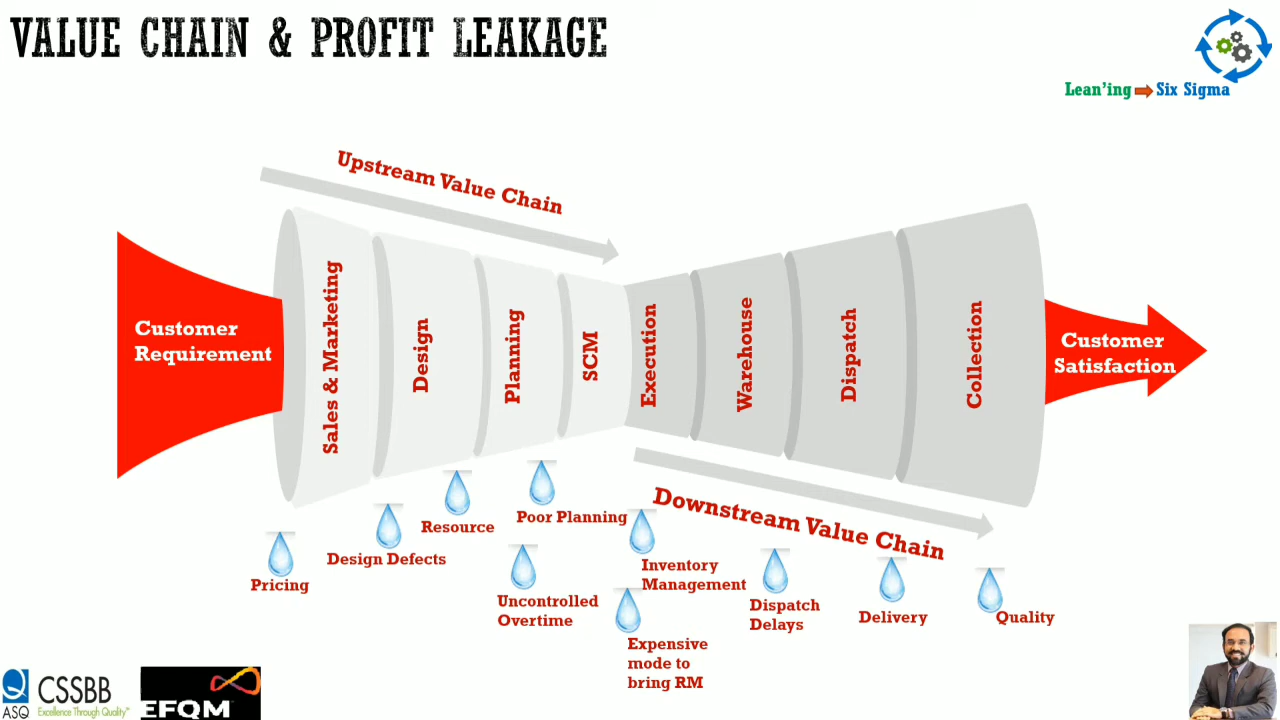 VALUE CHAIN & PROFIT LEAKAGE
Lean'ing Six Sigma
Upstream Value Chain
Customer
Requirement
Sales & Marketing
Design
Planning
SCM
Execution
Warehouse
Dispatch
Collection
Customer
Satisfaction
Downstream Value Chain
Pricing
Design Defects
Resource
Poor Planning
Uncontrolled
Overtime
Inventory
Management
Expensive
mode to
bring RM
Dispatch
Delays
Delivery
Quality
ASQ
CSSBB
Excellence Through Quality™
EFQM